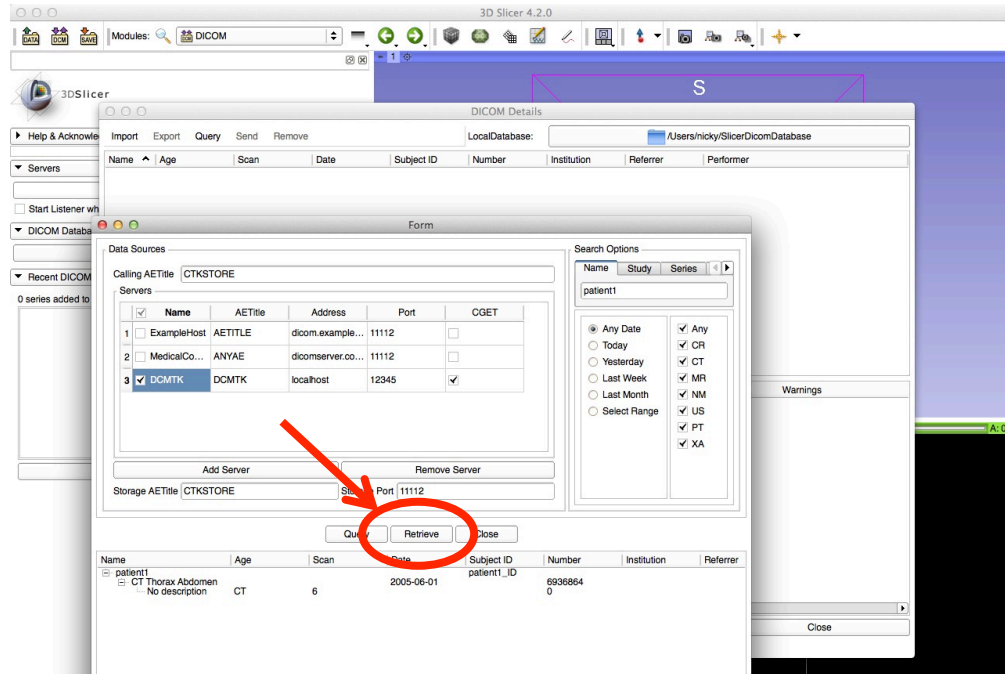 3D Slicer 4.2.0
DATA DCM SAVE Modules: DICOM
1
3DSlicer
S
DICOM Details
Help & Acknowle
Import Export Query Send Remove LocalDatabase: /Users/nicky/SlicerDicomDatabase
Name Age Scan Date Subject ID Number Institution Referrer Performer
Servers
Start Listener wh
DICOM Databa
Recent DICOM
0 series added to
Form
Data Sources
Calling AETitle CTKSTORE
Servers
Name AETitle Address Port CGET
1 ExampleHost AETITLE dicom.example... 11112
2 MedicalCo... ANYAE dicomserver.co... 11112
3 DCMTK DCMTK localhost 12345
Add Server Remove Server
Storage AETitle CTKSTORE Port 11112
Search Options
Name Study Series
patient1
Any Date Any
Today CR
Yesterday CT
Last Week MR
Last Month NM
Select Range US
PT
XA
Warnings
A: 0
Query Retrieve Close
Name Age Scan Date Subject ID Number Institution Referrer
patient1 patient1_ID
CT Thorax Abdomen 2005-06-01 6936864
No description CT 6 0
Close